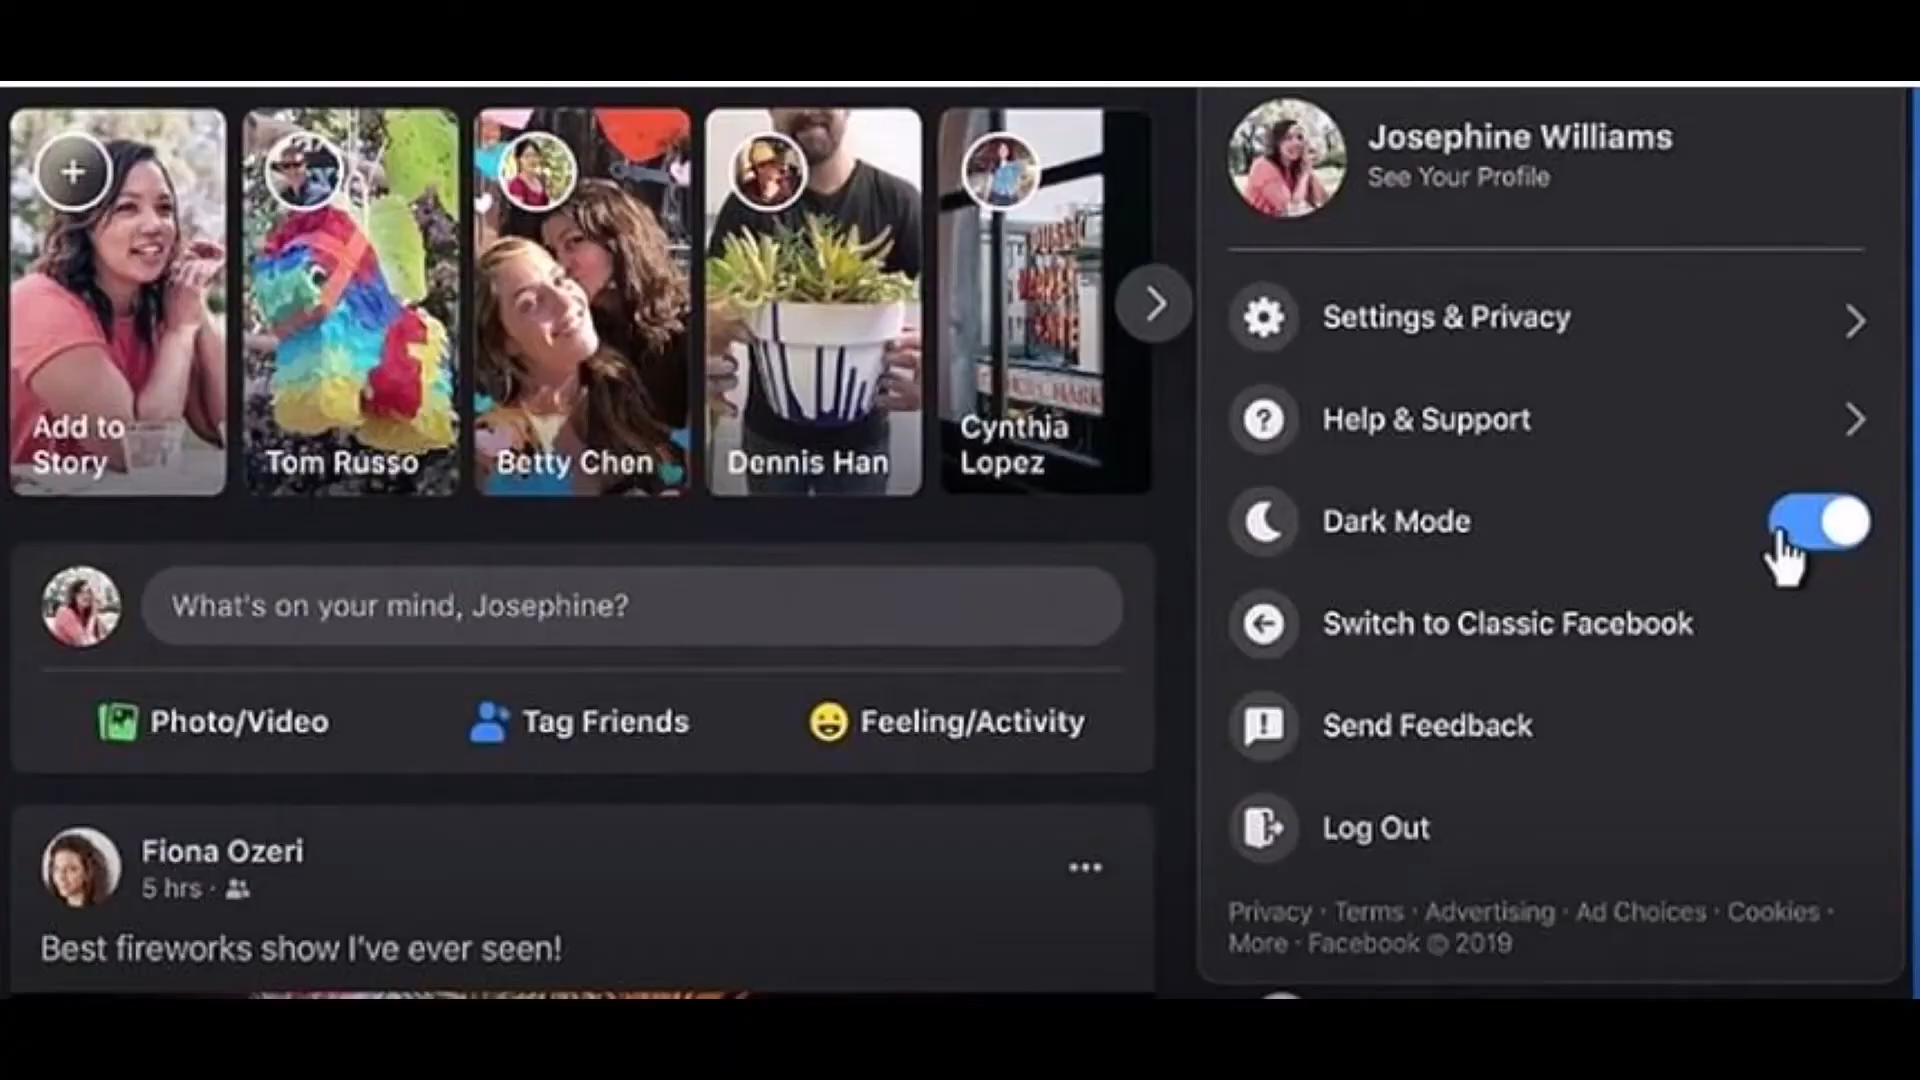 Add to
Story
Tom Russo
Betty Chen
Dennis Han
Cynthia
Lopez
What's on your mind, Josephine?
Photo/Video
Tag Friends
Feeling/Activity
Fiona Ozeri
5 hrs ·
Best fireworks show I've ever seen!
Josephine Williams
See Your Profile
Settings & Privacy
Help & Support
Dark Mode
Switch to Classic Facebook
Send Feedback
Log Out
Privacy · Terms · Advertising · Ad Choices · Cookies ·
More · Facebook © 2019